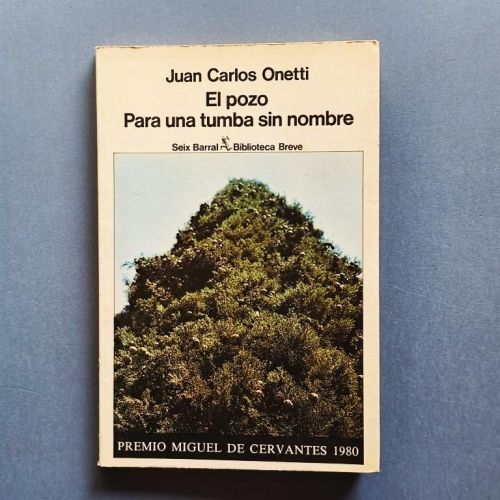 Juan Carlos Onetti
El pozo
Para una tumba sin nombre
Seix Barral Biblioteca Breve
PREMIO MIGUEL DE CERVANTES 1980